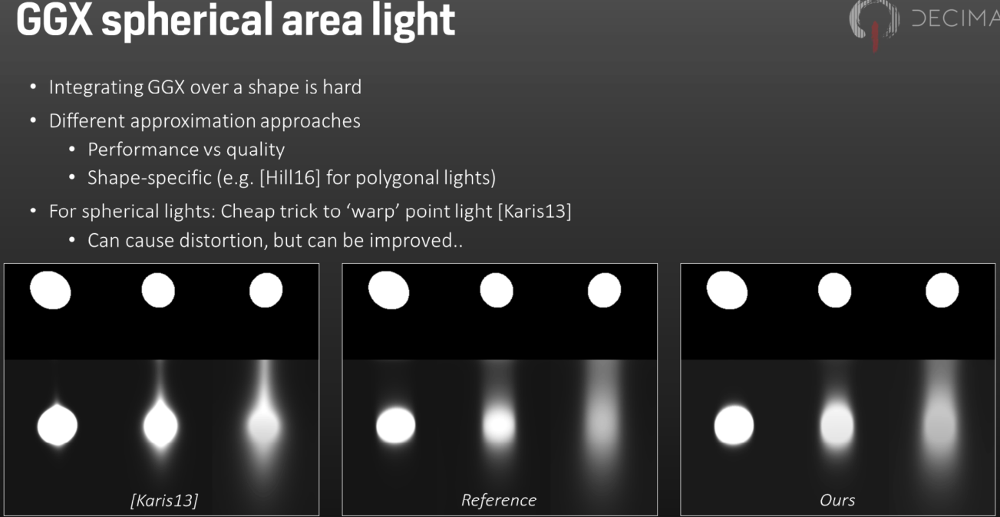 GGX spherical area light
DECIMA
• Integrating GGX over a shape is hard
• Different approximation approaches
• Performance vs quality
• Shape-specific (e.g. [Hill16] for polygonal lights)
• For spherical lights: Cheap trick to ‘warp’ point light [Karis13]
• Can cause distortion, but can be improved..
[Karis13]
Reference
Ours